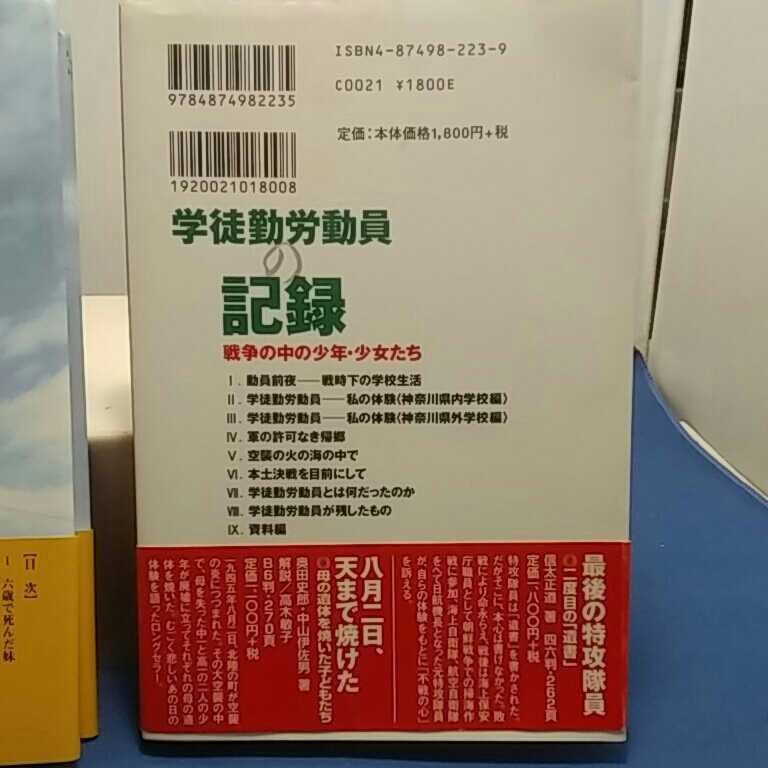 ISBN4-87498-223-9
9784874982235
C0021 ¥1800E
定価：本体価格1,800円+税
1920021018008
学徒勤労動員
の
記録
戦争の中の少年・少女たち
Ⅰ．動員前夜――戦時下の学校生活
Ⅱ．学徒勤労動員――私の体験〈神奈川県内学校編〉
Ⅲ．学徒勤労動員――私の体験〈神奈川県外学校編〉
Ⅳ．軍の許可なき帰郷
Ⅴ．空襲の火の海の中で
Ⅵ．本土決戦を目前にして
Ⅶ．学徒勤労動員とは何だったのか
Ⅷ．学徒勤労動員が残したもの
Ⅸ．資料編
最後の特攻隊員
◎二度目の「遺書」
信太正道 著 四六判・262頁
定価一、八〇〇円+税
特攻隊員は「遺書」を書かされた。
だがそこに、本心は書けなかった。敗
戦により命永らえ、戦後は海上保安
庁職員として朝鮮戦争での掃海作
戦に参加、海上自衛隊、航空自衛隊
をへて日航機長となった元特攻隊員
が、自らの体験をもとに「不戦の心」
を訴える。
八月二日、
天まで焼けた
◎母の遺体を焼いた子どもたち
奥田史郎・中山伊佐男 著
解説／高木敏子
B6判・270頁
定価一、一〇〇円+税
一九四五年八月二日、北陸の町が空襲
の炎につつまれた。その大空襲の中
で、母を失った中一と高一の二人の少
年が廃墟に立ってそれぞれの母の遺
体を焼いた。むごく悲しいあの日の
体験を語ったロングセラー。
【目 次】
Ⅰ 六歳で死んだ妹